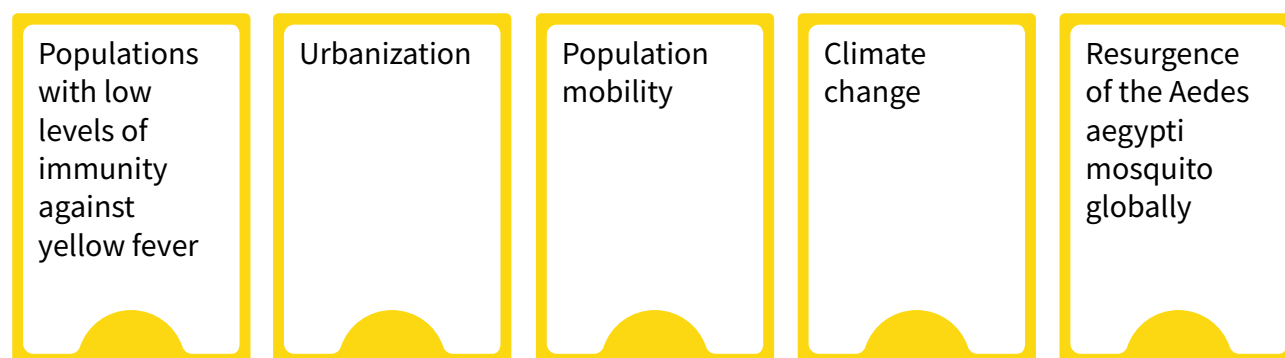 Populations
with low
levels of
immunity
against
yellow fever
Urbanization
Population
mobility
Climate
change
Resurgence
of the Aedes
aegypti
mosquito
globally